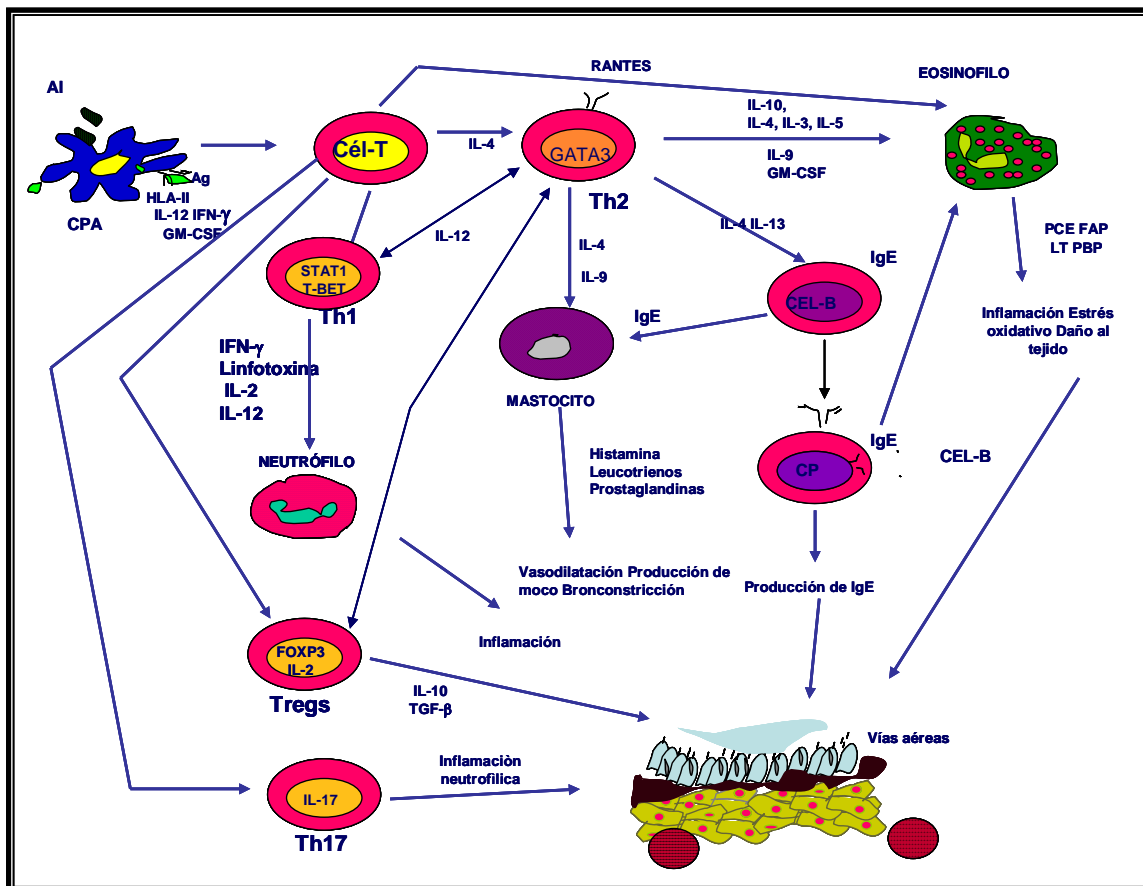 RANTES
EOSINOFILO
AI
IL-10,
IL-4, IL-3, IL-5
Cél-T
IL-4
GATA3
IL-9
GM-CSF
Ag
HLA-II
IL-12 IFN-γ
GM-CSF
CPA
Th2
IL-12
IL-4
IL-9
IL-4 IL-13
IgE
PCE FAP
LT PBP
STAT1
T-BET
Th1
CEL-B
IgE
Inflamación Estrés
oxidativo Daño al
tejido
IFN-γ
Linfotoxina
IL-2
IL-12
MASTOCITO
NEUTRÓFILO
Histamina
Leucotrienos
Prostaglandinas
IgE
CP
CEL-B
Vasodilatación Producción de
moco Bronconstricción
Producción de IgE
Inflamación
FOXP3
IL-2
Tregs
IL-10
TGF-β
Vías aéreas
Inflamaciòn
neutrofilica
IL-17
Th17